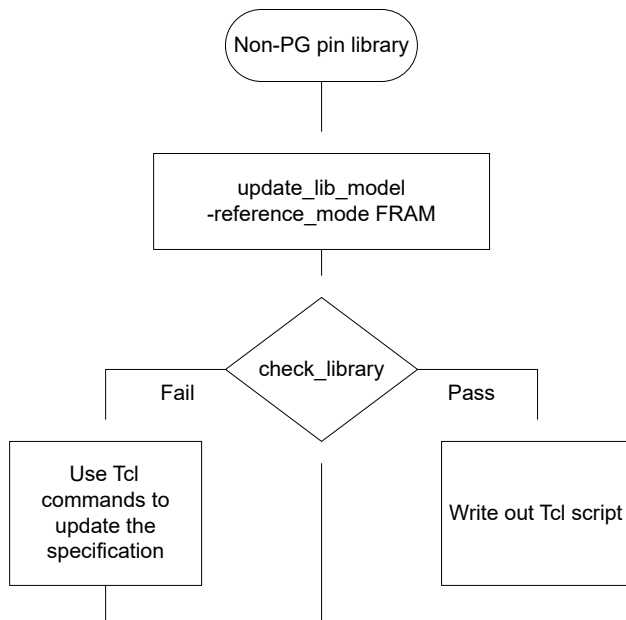 Non-PG pin library
update_lib_model
-reference_mode FRAM
check_library
Fail
Pass
Use Tcl
commands to
update the
specification
Write out Tcl script